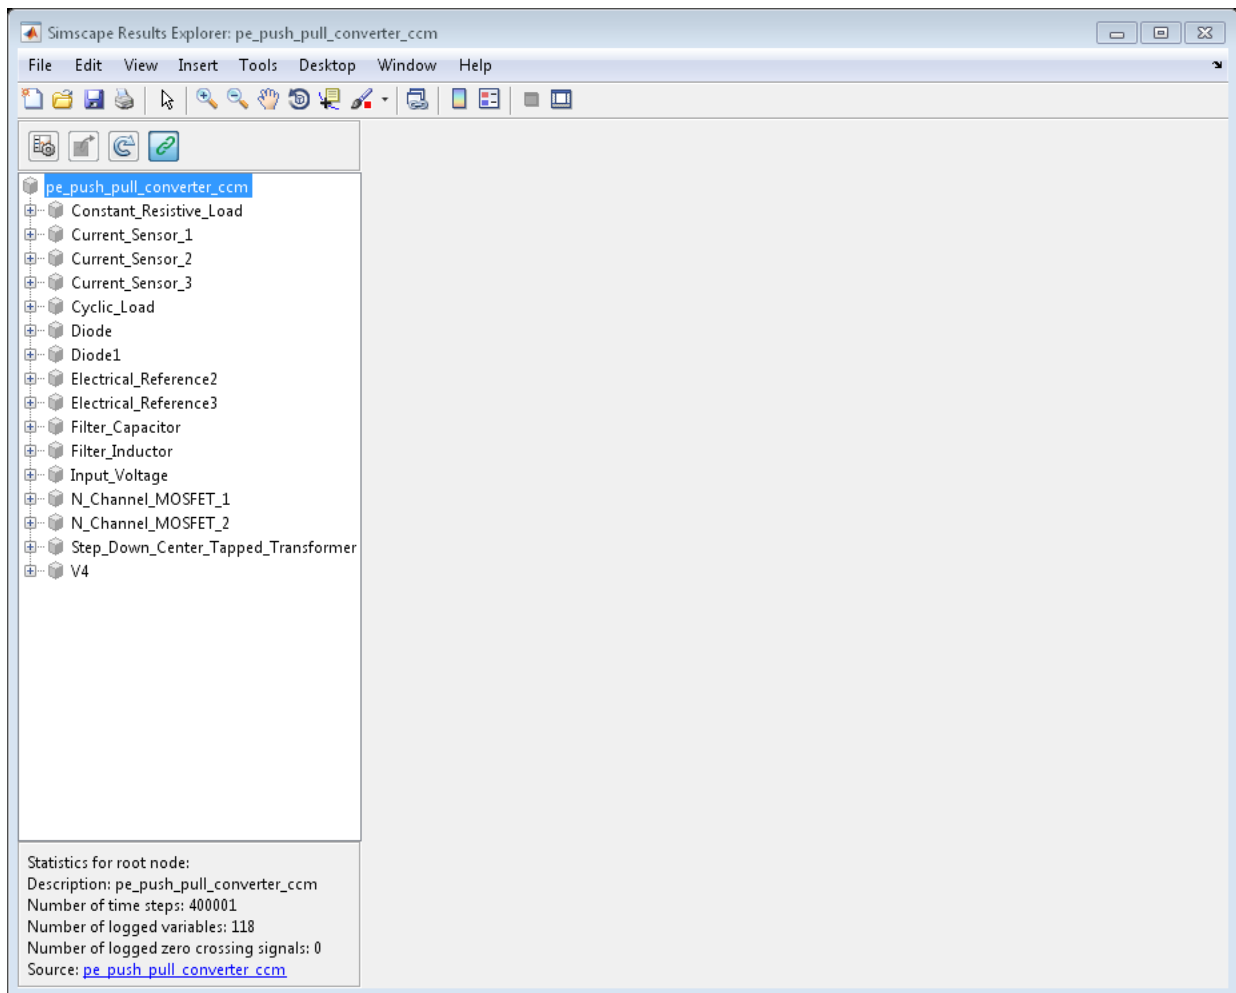 Simscape Results Explorer: pe_push_pull_converter_ccm
File Edit View Insert Tools Desktop Window Help
pe_push_pull_converter_ccm
Constant_Resistive_Load
Current_Sensor_1
Current_Sensor_2
Current_Sensor_3
Cyclic_Load
Diode
Diode1
Electrical_Reference2
Electrical_Reference3
Filter_Capacitor
Filter_Inductor
Input_Voltage
N_Channel_MOSFET_1
N_Channel_MOSFET_2
Step_Down_Center_Tapped_Transformer
V4
Statistics for root node:
Description: pe_push_pull_converter_ccm
Number of time steps: 400001
Number of logged variables: 118
Number of logged zero crossing signals: 0
Source: pe_push_pull_converter_ccm